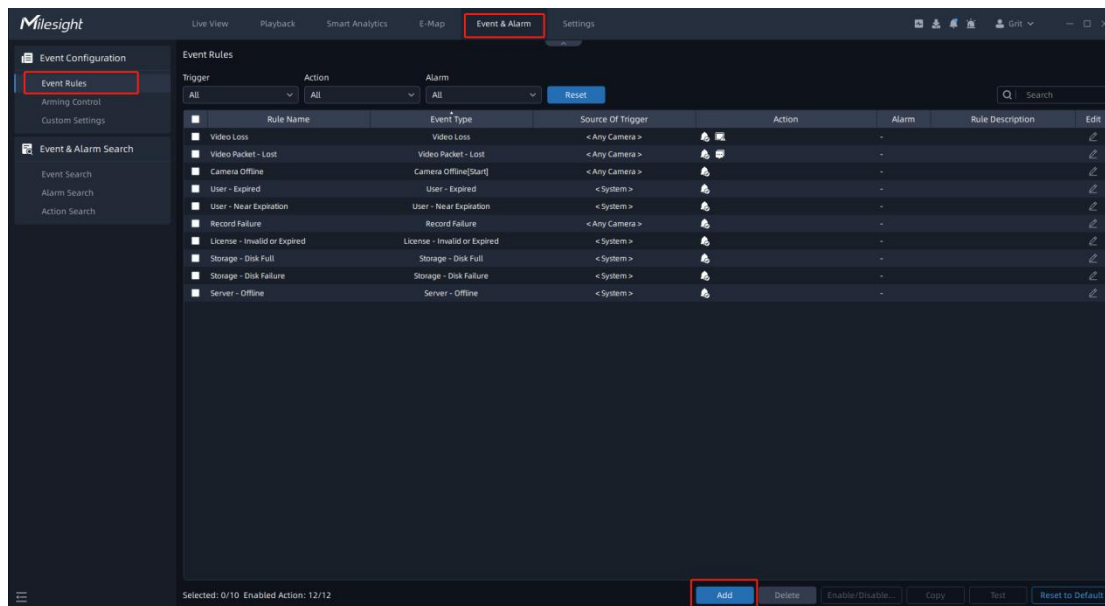 Milesight Live View Playback Smart Analytics E-Map Event & Alarm Settings Grit
Event Configuration
Event Rules
Arming Control
Custom Settings
Event & Alarm Search
Event Search
Alarm Search
Action Search
Event Rules
Trigger Action Alarm
All All All Reset Search
Rule Name Event Type Source Of Trigger Action Alarm Rule Description Edit
Video Loss Video Loss < Any Camera > -
Video Packet - Lost Video Packet - Lost < Any Camera > -
Camera Offline Camera Offline[Start] < Any Camera > -
User - Expired User - Expired < System > -
User - Near Expiration User - Near Expiration < System > -
Record Failure Record Failure < Any Camera > -
License - Invalid or Expired License - Invalid or Expired < System > -
Storage - Disk Full Storage - Disk Full < System > -
Storage - Disk Failure Storage - Disk Failure < System > -
Server - Offline Server - Offline < System > -
Selected: 0/10 Enabled Action: 12/12 Add Delete Enable/Disable... Copy Test Reset to Default